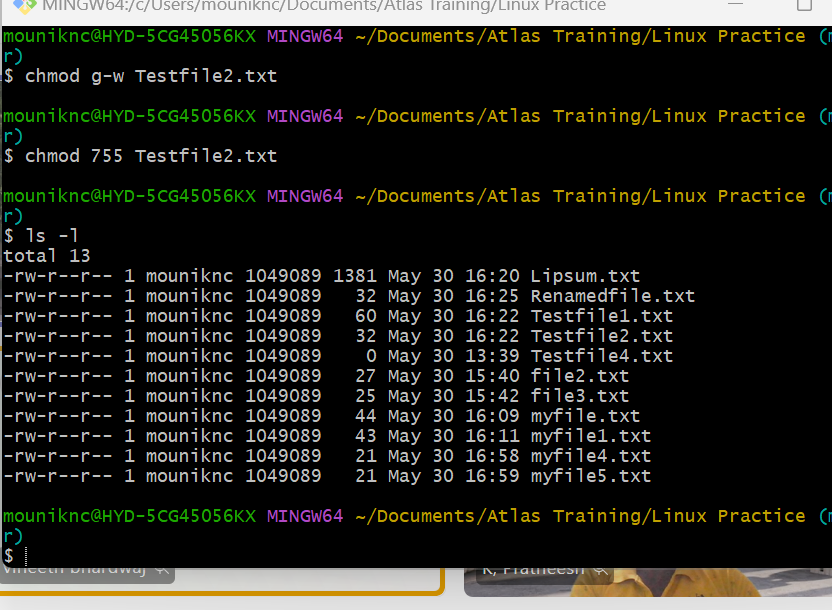 MINGW64:/c/Users/mouniknc/Documents/Atlas Training/Linux Practice
mouniknc@HYD-5CG45056KX MINGW64 ~/Documents/Atlas Training/Linux Practice (
r)
$ chmod g-w Testfile2.txt
mouniknc@HYD-5CG45056KX MINGW64 ~/Documents/Atlas Training/Linux Practice (
r)
$ chmod 755 Testfile2.txt
mouniknc@HYD-5CG45056KX MINGW64 ~/Documents/Atlas Training/Linux Practice (
r)
$ ls -l
total 13
-rw-r--r-- 1 mouniknc 1049089 1381 May 30 16:20 Lipsum.txt
-rw-r--r-- 1 mouniknc 1049089   32 May 30 16:25 Renamedfile.txt
-rw-r--r-- 1 mouniknc 1049089   60 May 30 16:22 Testfile1.txt
-rw-r--r-- 1 mouniknc 1049089   32 May 30 16:22 Testfile2.txt
-rw-r--r-- 1 mouniknc 1049089    0 May 30 13:39 Testfile4.txt
-rw-r--r-- 1 mouniknc 1049089   27 May 30 15:40 file2.txt
-rw-r--r-- 1 mouniknc 1049089   25 May 30 15:42 file3.txt
-rw-r--r-- 1 mouniknc 1049089   44 May 30 16:09 myfile.txt
-rw-r--r-- 1 mouniknc 1049089   43 May 30 16:11 myfile1.txt
-rw-r--r-- 1 mouniknc 1049089   21 May 30 16:58 myfile4.txt
-rw-r--r-- 1 mouniknc 1049089   21 May 30 16:59 myfile5.txt
mouniknc@HYD-5CG45056KX MINGW64 ~/Documents/Atlas Training/Linux Practice (
r)
$
Vineeth Bhardwaj
K, Pratheesh